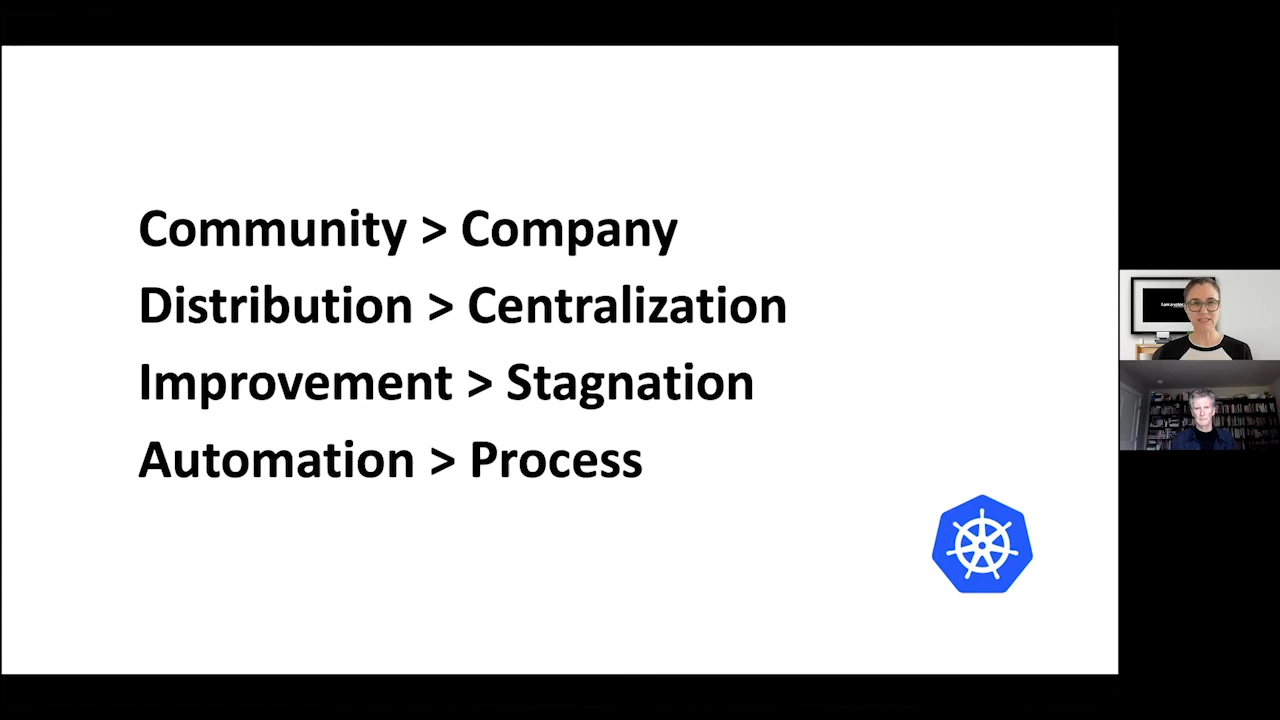 Community > Company
Distribution > Centralization
Improvement > Stagnation
Automation > Process